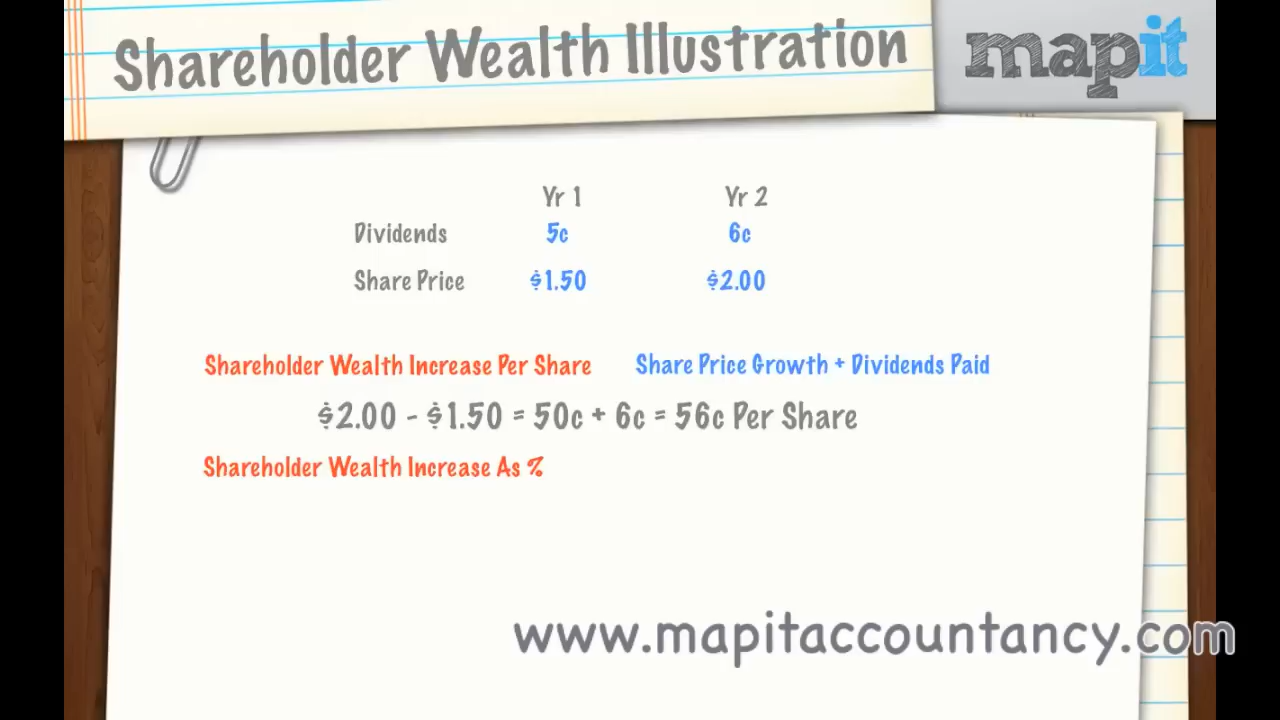 Shareholder Wealth Illustration
mapit
Yr 1 Yr 2
Dividends 5c 6c
Share Price $1.50 $2.00
Shareholder Wealth Increase Per Share Share Price Growth + Dividends Paid
$2.00 - $1.50 = 50c + 6c = 56c Per Share
Shareholder Wealth Increase As %
www.mapitaccountancy.com